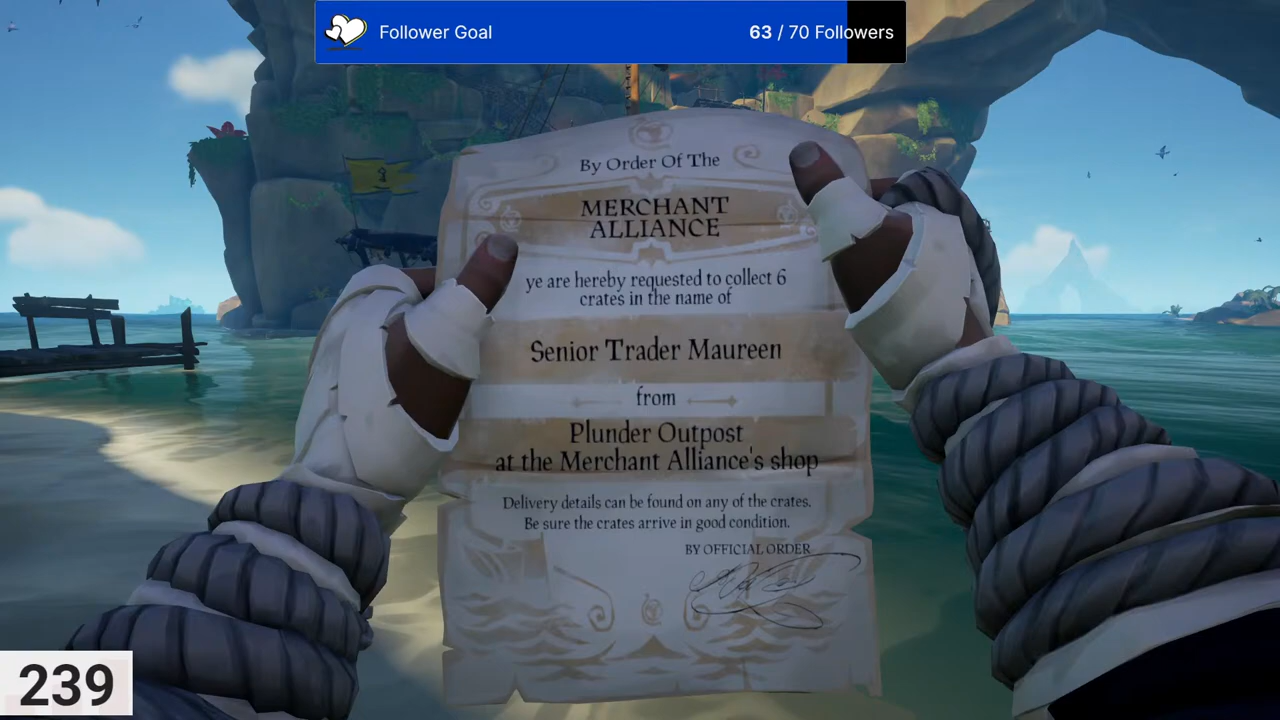 Follower Goal 63 / 70 Followers
By Order Of The
MERCHANT
ALLIANCE
ye are hereby requested to collect 6
crates in the name of
Senior Trader Maureen
from
Plunder Outpost
at the Merchant Alliance's shop
Delivery details can be found on any of the crates.
Be sure the crates arrive in good condition.
BY OFFICIAL ORDER
239